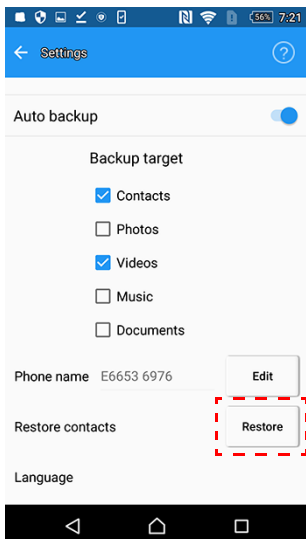 56% 7:21
Settings ?
Auto backup
Backup target
Contacts
Photos
Videos
Music
Documents
Phone name E6653 6976 Edit
Restore contacts Restore
Language